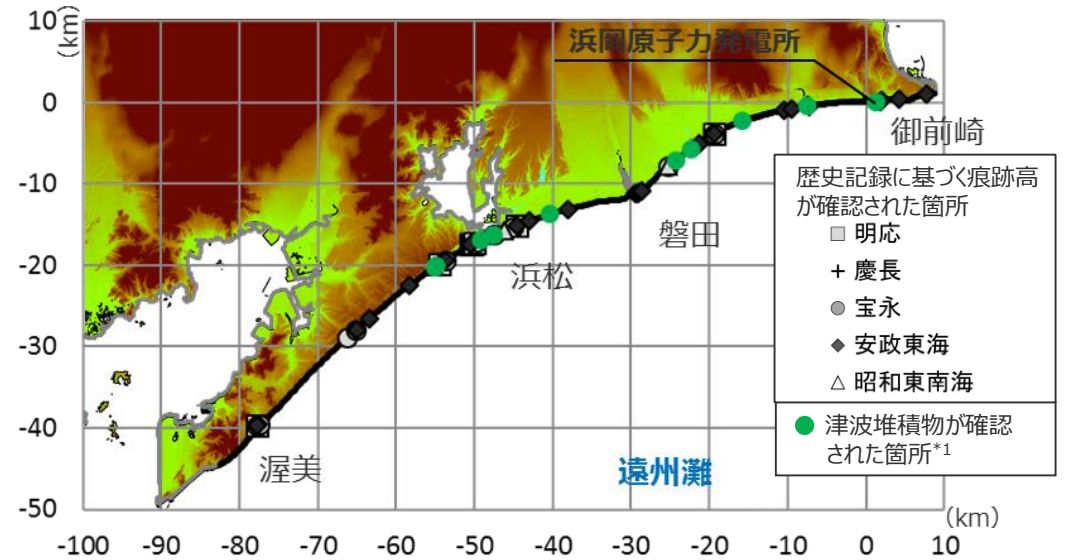 10
(km)
浜岡原子力発電所
0
御前崎
歴史記録に基づく痕跡高
が確認された箇所
明応
慶長
宝永
安政東海
昭和東南海
津波堆積物が確認
された箇所*1
-10
磐田
-20
浜松
-30
-40
渥美
遠州灘
-50
(km)
-100 -90 -80 -70 -60 -50 -40 -30 -20 -10 0 10